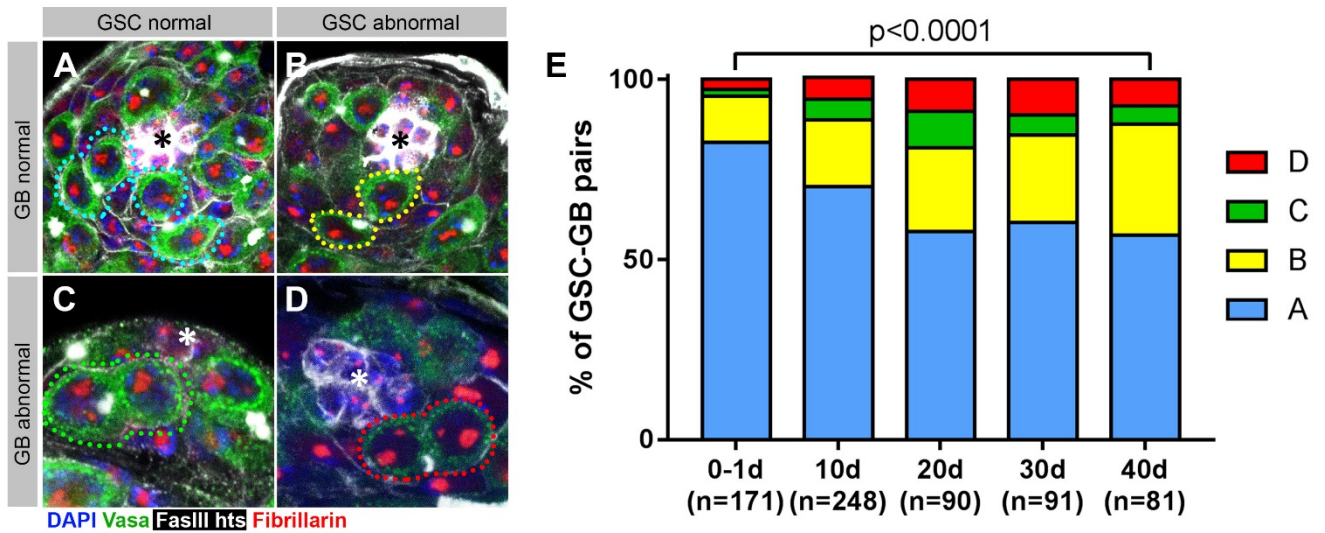 GSC normal
GSC abnormal
GB normal
A
*
B
*
GB abnormal
C
*
D
*
DAPI Vasa FasIII hts Fibrillarin
E
p<0.0001
% of GSC-GB pairs
100
50
0
0-1d
(n=171)
10d
(n=248)
20d
(n=90)
30d
(n=91)
40d
(n=81)
D
C
B
A